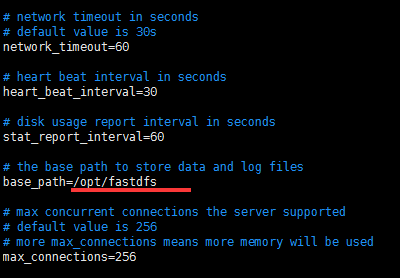 # network timeout in seconds
# default value is 30s
network_timeout=60
# heart beat interval in seconds
heart_beat_interval=30
# disk usage report interval in seconds
stat_report_interval=60
# the base path to store data and log files
base_path=/opt/fastdfs
# max concurrent connections the server supported
# default value is 256
# more max_connections means more memory will be used
max_connections=256